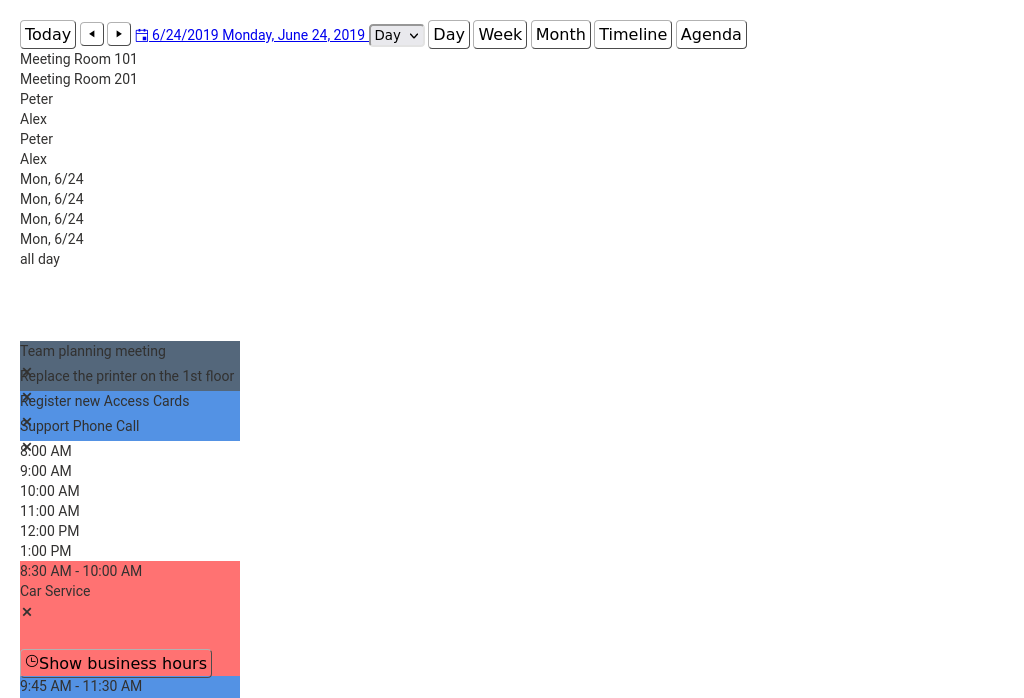 Today 6/24/2019 Monday, June 24, 2019 Day Day Week Month Timeline Agenda
Meeting Room 101
Meeting Room 201
Peter
Alex
Peter
Alex
Mon, 6/24
Mon, 6/24
Mon, 6/24
Mon, 6/24
all day
Team planning meeting
Replace the printer on the 1st floor
Register new Access Cards
Support Phone Call
8:00 AM
9:00 AM
10:00 AM
11:00 AM
12:00 PM
1:00 PM
8:30 AM - 10:00 AM
Car Service
Show business hours
9:45 AM - 11:30 AM